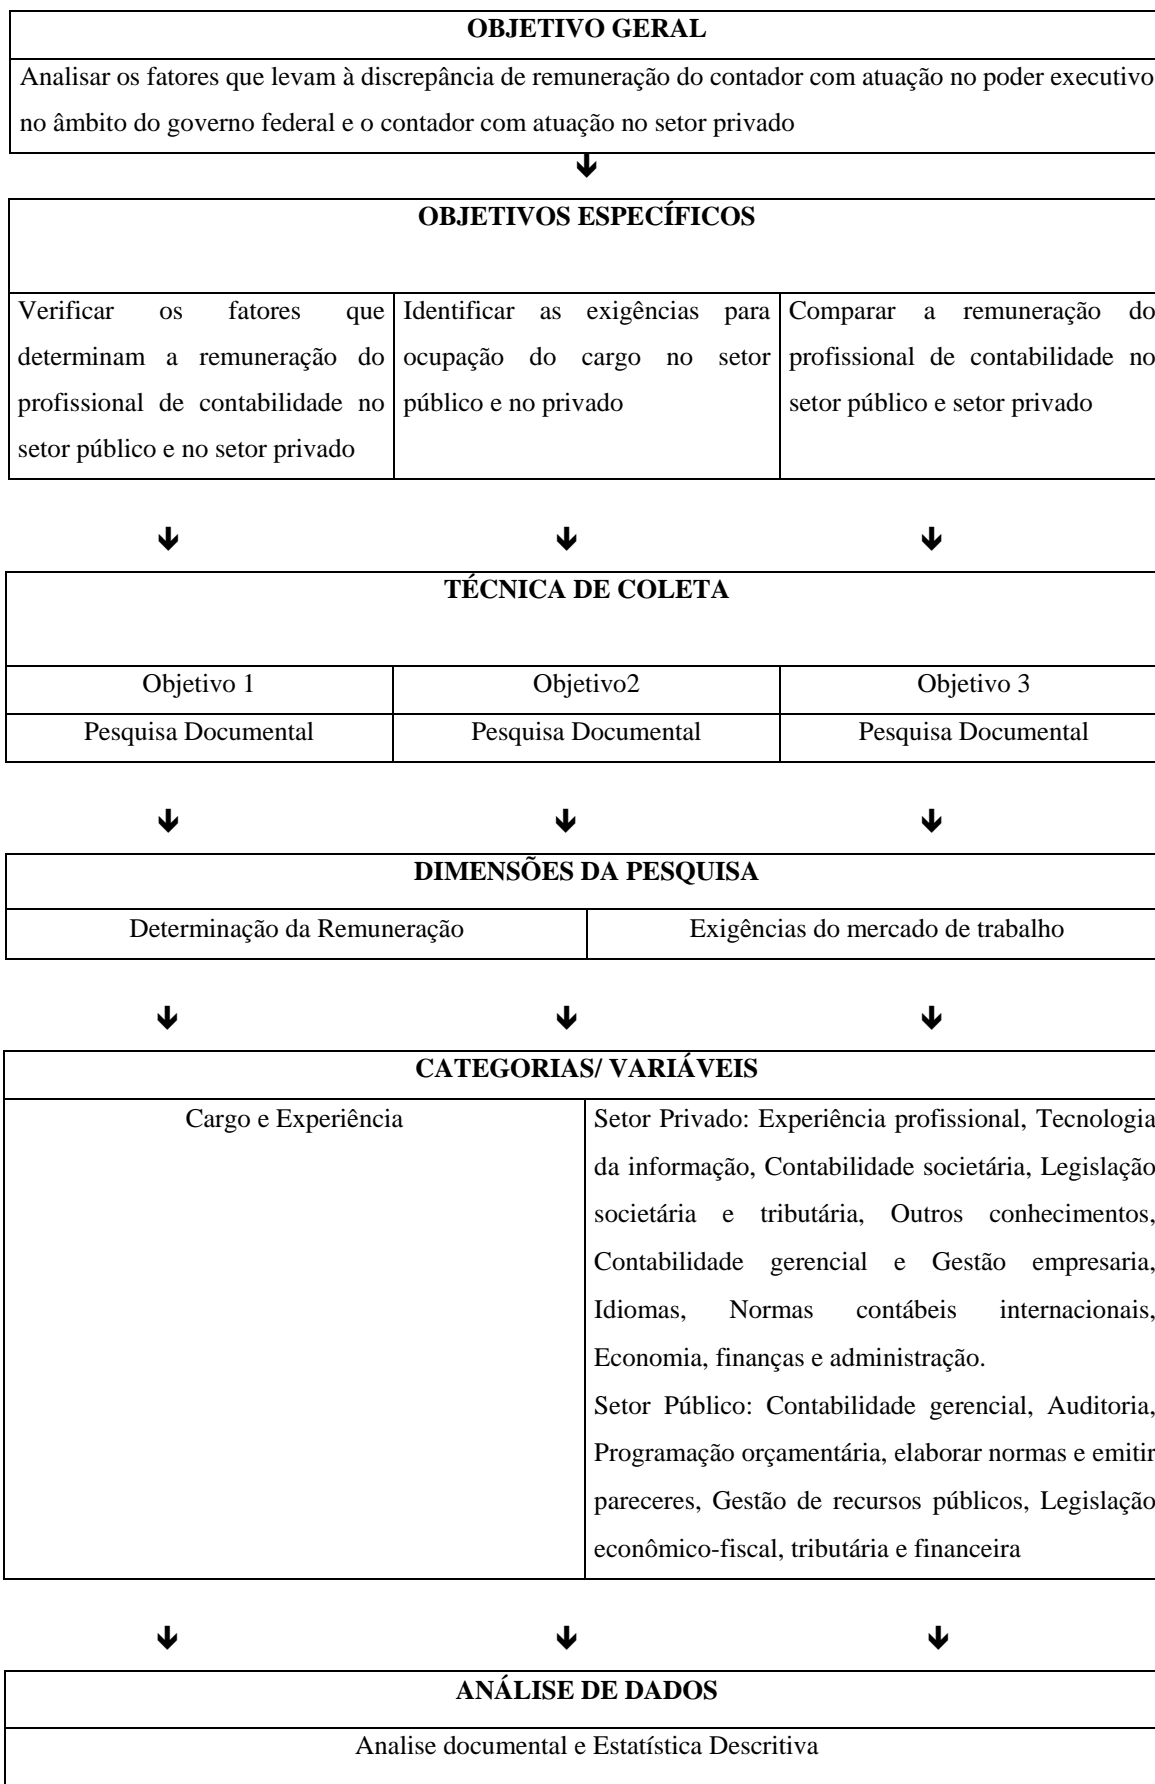 OBJETIVO GERAL
Analisar os fatores que levam à discrepância de remuneração do contador com atuação no poder executivo
no âmbito do governo federal e o contador com atuação no setor privado
OBJETIVOS ESPECÍFICOS
Verificar os fatores que
determinam a remuneração do
profissional de contabilidade no
setor público e no setor privado
Identificar as exigências para
ocupação do cargo no setor
público e no privado
Comparar a remuneração do
profissional de contabilidade no
setor público e setor privado
TÉCNICA DE COLETA
Objetivo 1
Objetivo2
Objetivo 3
Pesquisa Documental
Pesquisa Documental
Pesquisa Documental
DIMENSÕES DA PESQUISA
Determinação da Remuneração
Exigências do mercado de trabalho
CATEGORIAS/ VARIÁVEIS
Cargo e Experiência
Setor Privado: Experiência profissional, Tecnologia
da informação, Contabilidade societária, Legislação
societária e tributária, Outros conhecimentos,
Contabilidade gerencial e Gestão empresaria,
Idiomas, Normas contábeis internacionais,
Economia, finanças e administração.
Setor Público: Contabilidade gerencial, Auditoria,
Programação orçamentária, elaborar normas e emitir
pareceres, Gestão de recursos públicos, Legislação
econômico-fiscal, tributária e financeira
ANÁLISE DE DADOS
Analise documental e Estatística Descritiva